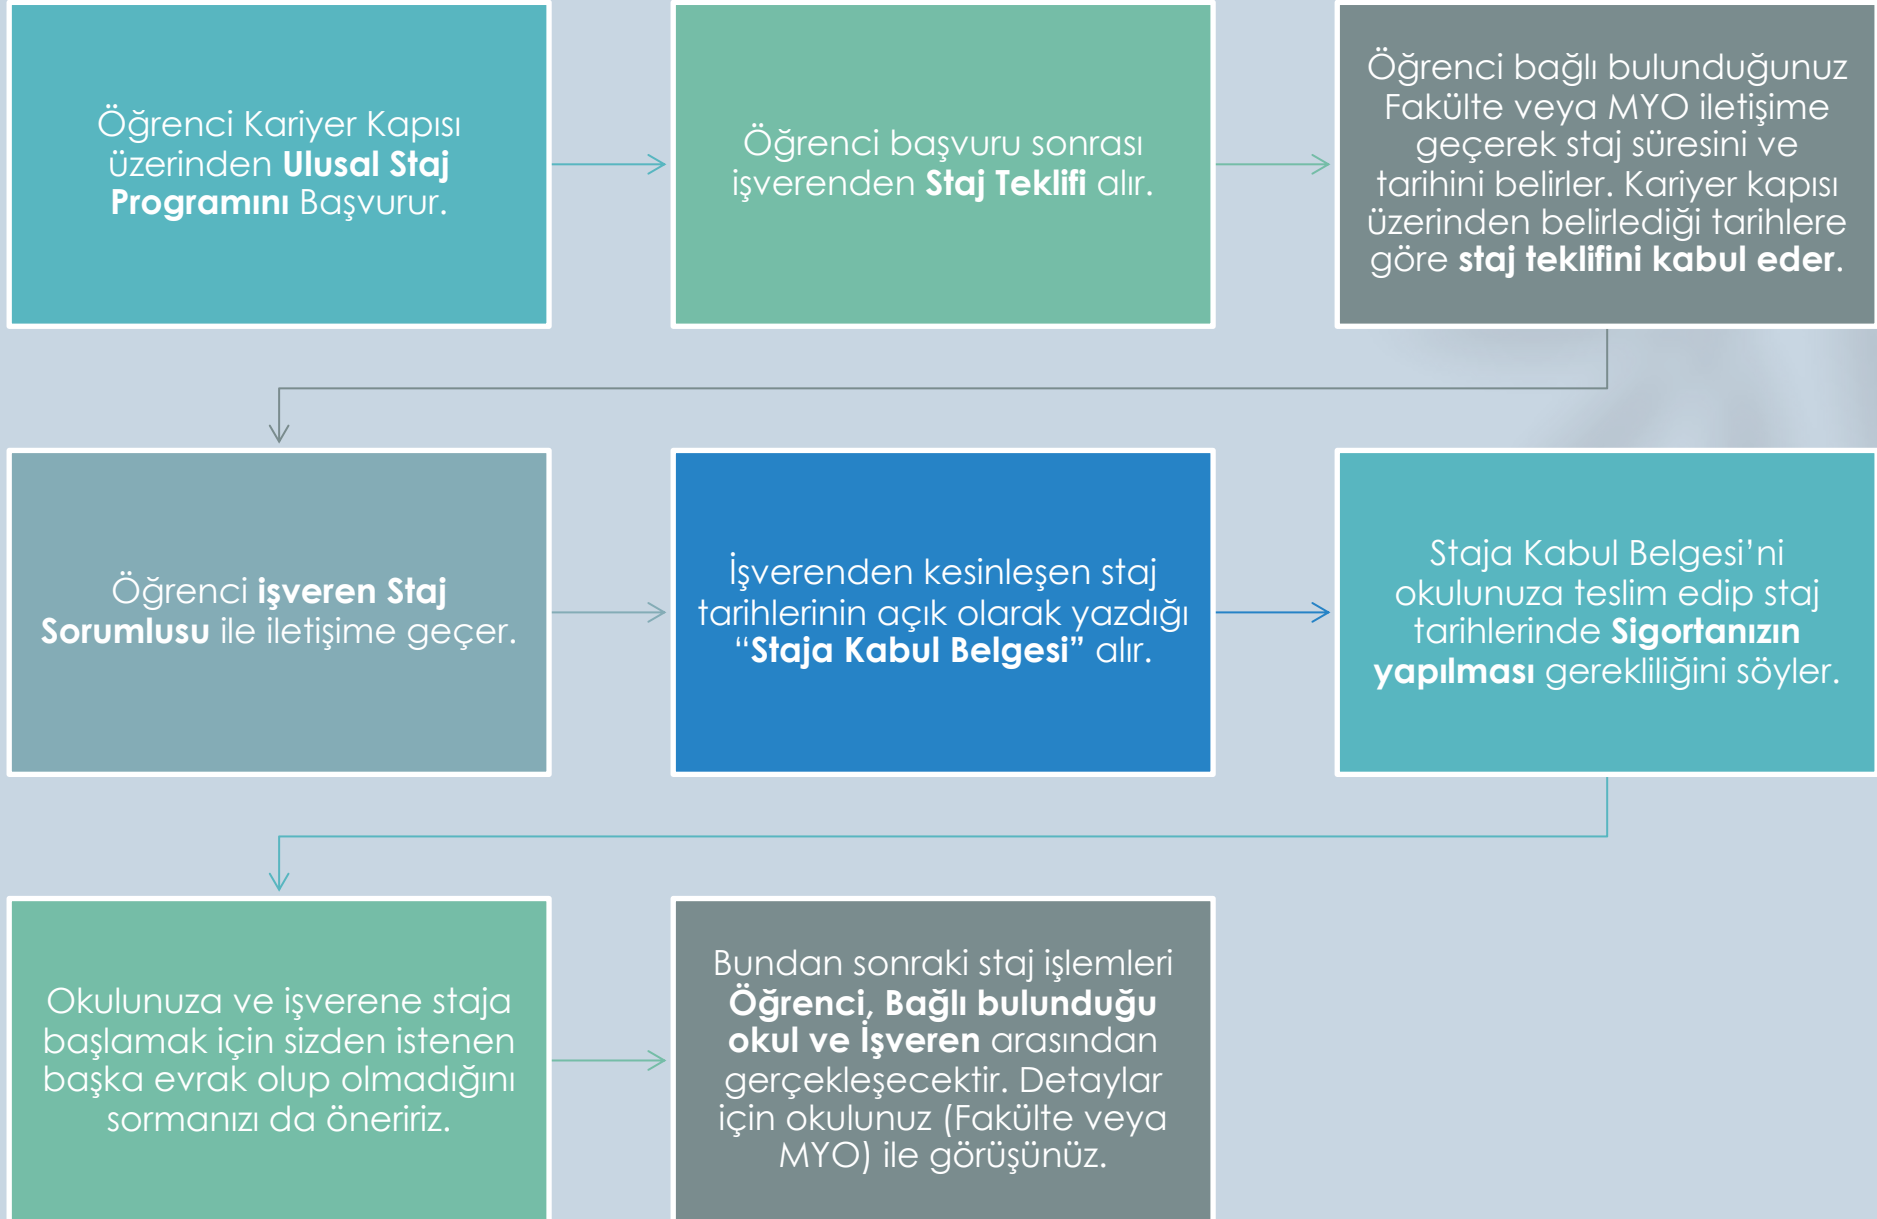 Öğrenci Kariyer Kapısı
üzerinden Ulusal Staj
Programını Başvurur.
Öğrenci başvuru sonrası
işverenden Staj Teklifi alır.
Öğrenci bağlı bulunduğunuz
Fakülte veya MYO iletişime
geçerek staj süresini ve
tarihini belirler. Kariyer kapısı
üzerinden belirlediği tarihlere
göre staj teklifini kabul eder.
Öğrenci işveren Staj
Sorumlusu ile iletişime geçer.
İşverenden kesinleşen staj
tarihlerinin açık olarak yazdığı
“Staja Kabul Belgesi” alır.
Staja Kabul Belgesi’ni
okulunuza teslim edip staj
tarihlerinde Sigortanızın
yapılması gerekliliğini söyler.
Okulunuza ve işverene staja
başlamak için sizden istenen
başka evrak olup olmadığını
sormanızı da öneririz.
Bundan sonraki staj işlemleri
Öğrenci, Bağlı bulunduğu
okul ve İşveren arasından
gerçekleşecektir. Detaylar
için okulunuz (Fakülte veya
MYO) ile görüşünüz.